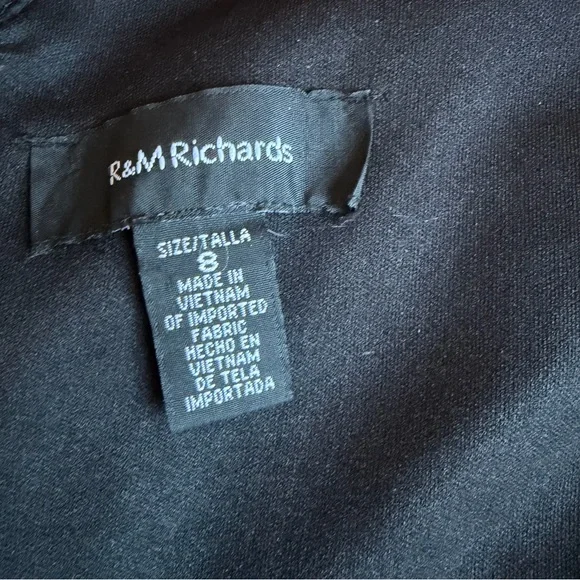 R&M Richards
SIZE/TALLA
8
MADE IN
VIETNAM
OF IMPORTED
FABRIC
HECHO EN
VIETNAM
DE TELA
IMPORTADA